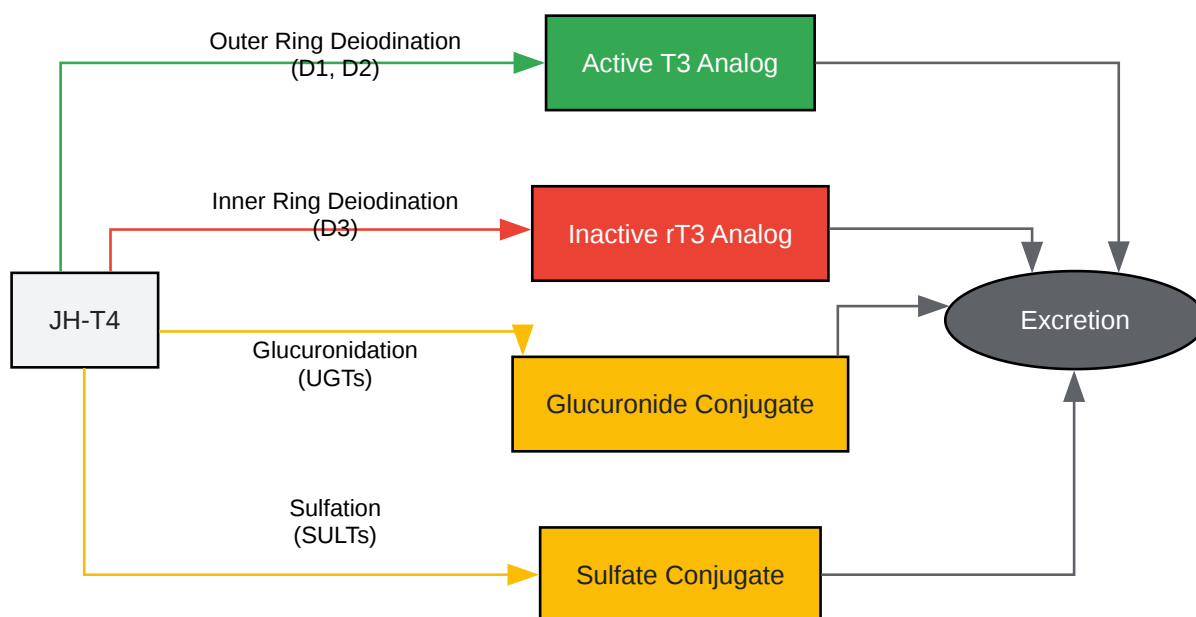 Outer Ring Deiodination
(D1, D2)
Active T3 Analog
Inner Ring Deiodination
(D3)
Inactive rT3 Analog
JH-T4
Excretion
Glucuronidation
(UGTs)
Glucuronide Conjugate
Sulfation
(SULTs)
Sulfate Conjugate